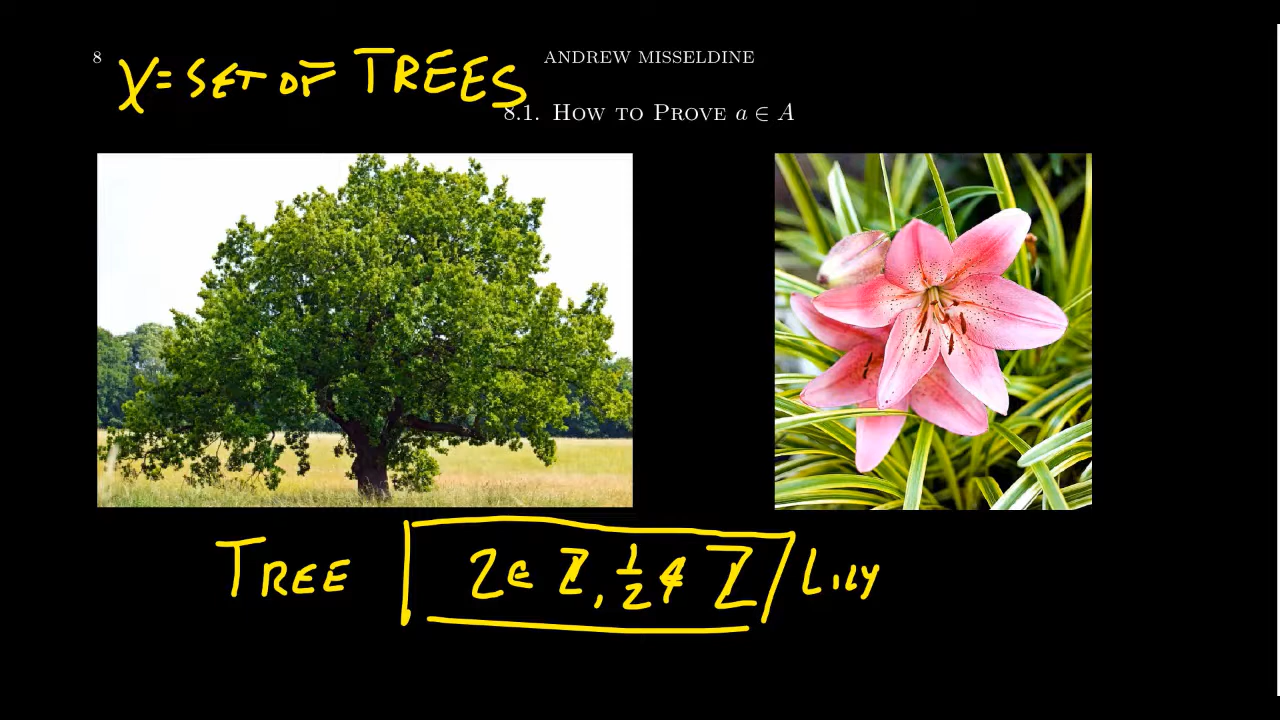 8 ANDREW MISSELDINE
X = SET OF TREES
8.1. HOW TO PROVE a ∈ A
TREE 2 ∈ ℤ, 1/2 ∉ ℤ LILY